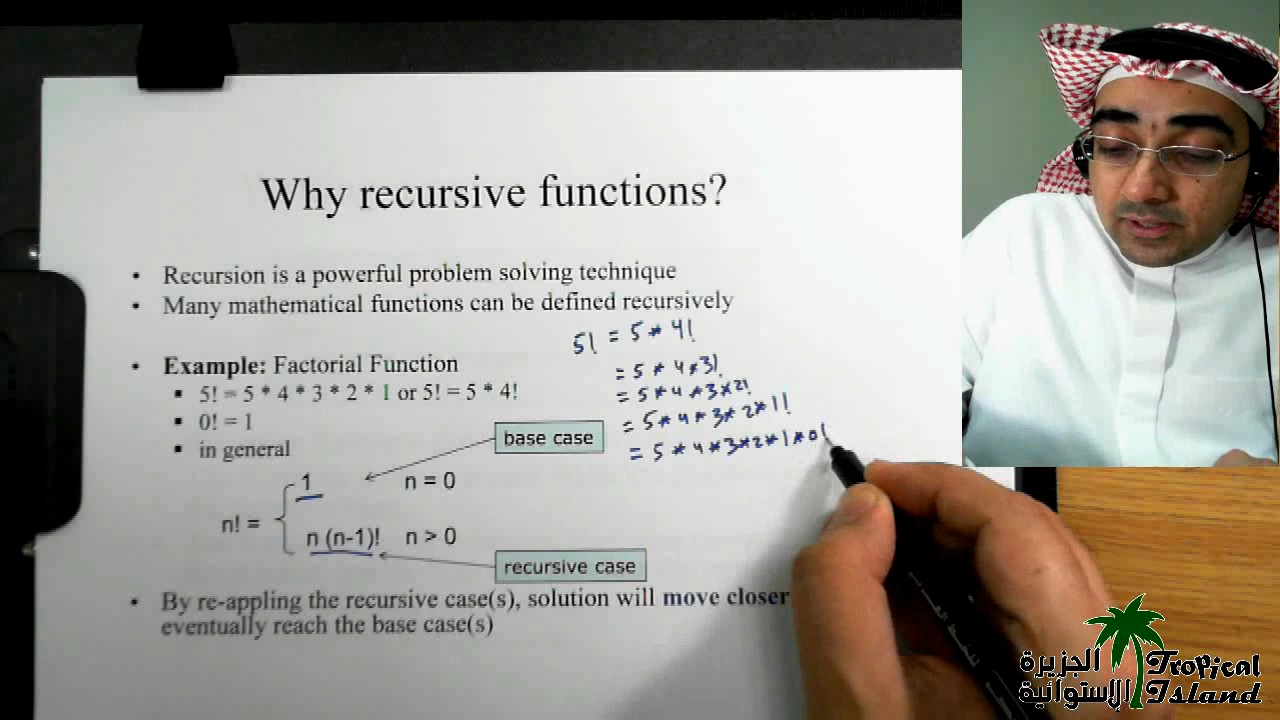 Why recursive functions?
• Recursion is a powerful problem solving technique
• Many mathematical functions can be defined recursively
5! = 5 * 4!
= 5 * 4 * 3!
= 5 * 4 * 3 * 2!
= 5 * 4 * 3 * 2 * 1!
= 5 * 4 * 3 * 2 * 1 * 0!
• Example: Factorial Function
▪ 5! = 5 * 4 * 3 * 2 * 1 or 5! = 5 * 4!
▪ 0! = 1
▪ in general
base case
1 n = 0
n! =
n (n-1)! n > 0
recursive case
• By re-appling the recursive case(s), solution will move closer
eventually reach the base case(s)
الجزيرة
الإستوائية
Tropical
Island